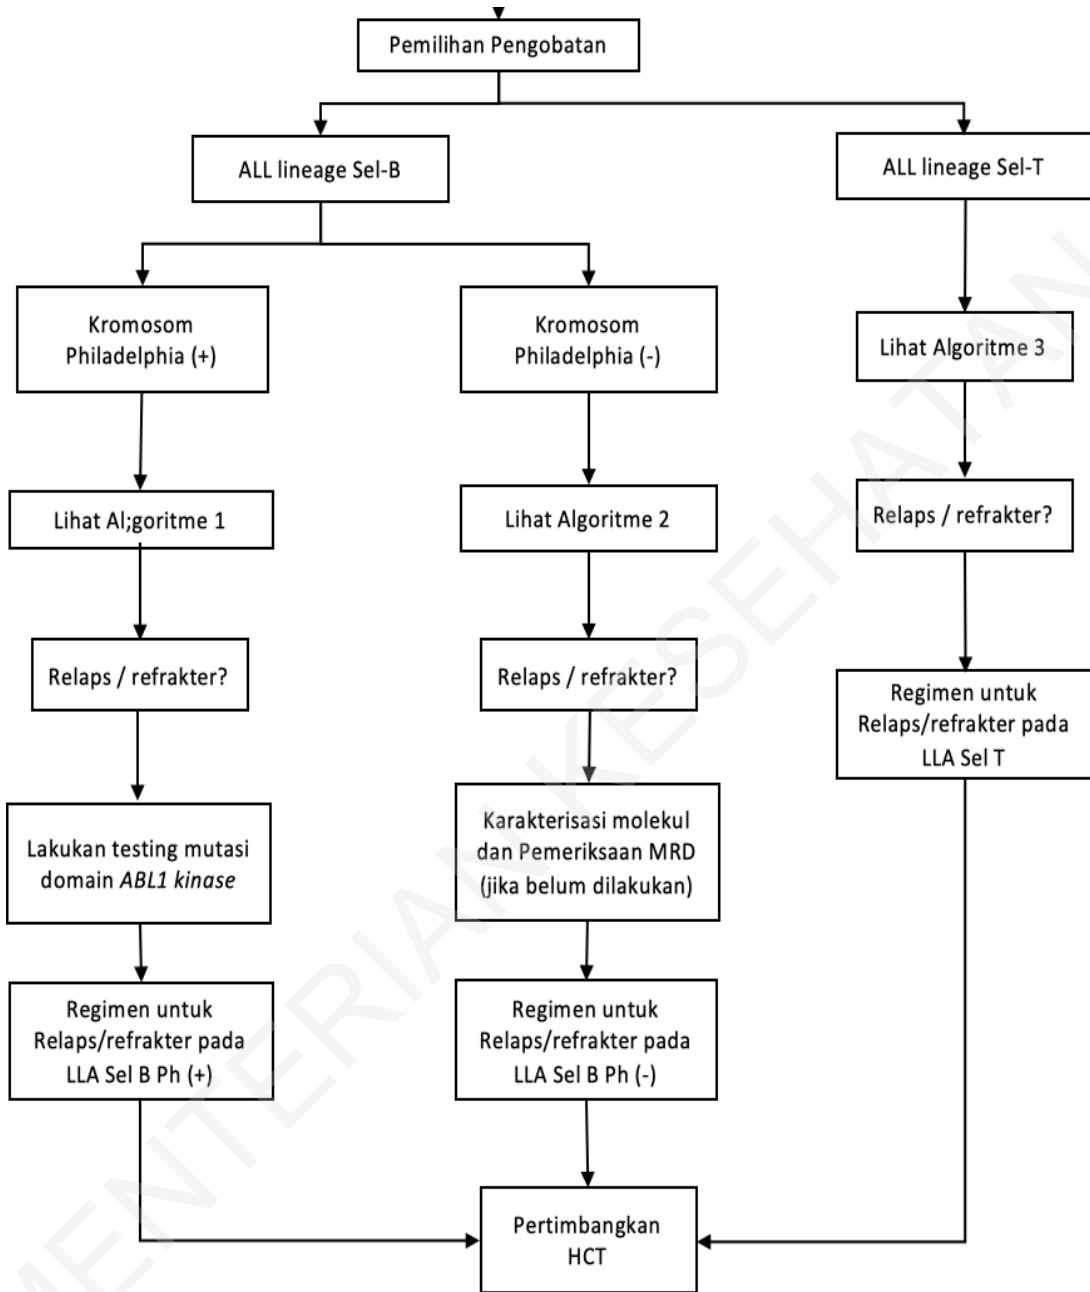 Pemilihan Pengobatan
ALL lineage Sel-B
ALL lineage Sel-T
Kromosom
Philadelphia (+)
Kromosom
Philadelphia (-)
Lihat Algoritme 3
Lihat Al;goritme 1
Lihat Algoritme 2
Relaps / refrakter?
Relaps / refrakter?
Relaps / refrakter?
Regimen untuk
Relaps/refrakter pada
LLA Sel T
Lakukan testing mutasi
domain ABL1 kinase
Karakterisasi molekul
dan Pemeriksaan MRD
(jika belum dilakukan)
Regimen untuk
Relaps/refrakter pada
LLA Sel B Ph (+)
Regimen untuk
Relaps/refrakter pada
LLA Sel B Ph (-)
Pertimbangkan
HCT
MENTERIAN KESEHATAN